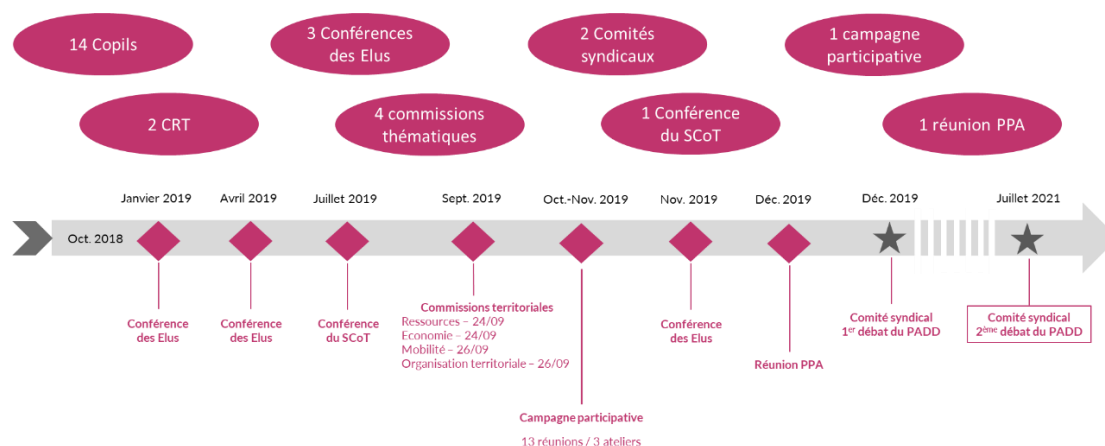 14 Copils
3 Conférences
des Elus
2 Comités
syndicaux
1 campagne
participative
2 CRT
4 commissions
thématiques
1 Conférence
du SCoT
1 réunion PPA
Janvier 2019
Avril 2019
Juillet 2019
Sept. 2019
Oct.-Nov. 2019
Nov. 2019
Déc. 2019
Déc. 2019
Juillet 2021
Oct. 2018
Conférence
des Elus
Conférence
des Elus
Conférence
du SCoT
Commissions territoriales
Ressources – 24/09
Economie – 24/09
Mobilité – 26/09
Organisation territoriale – 26/09
Campagne participative
13 réunions / 3 ateliers
Conférence
des Elus
Réunion PPA
Comité syndical
1er débat du PADD
Comité syndical
2ème débat du PADD